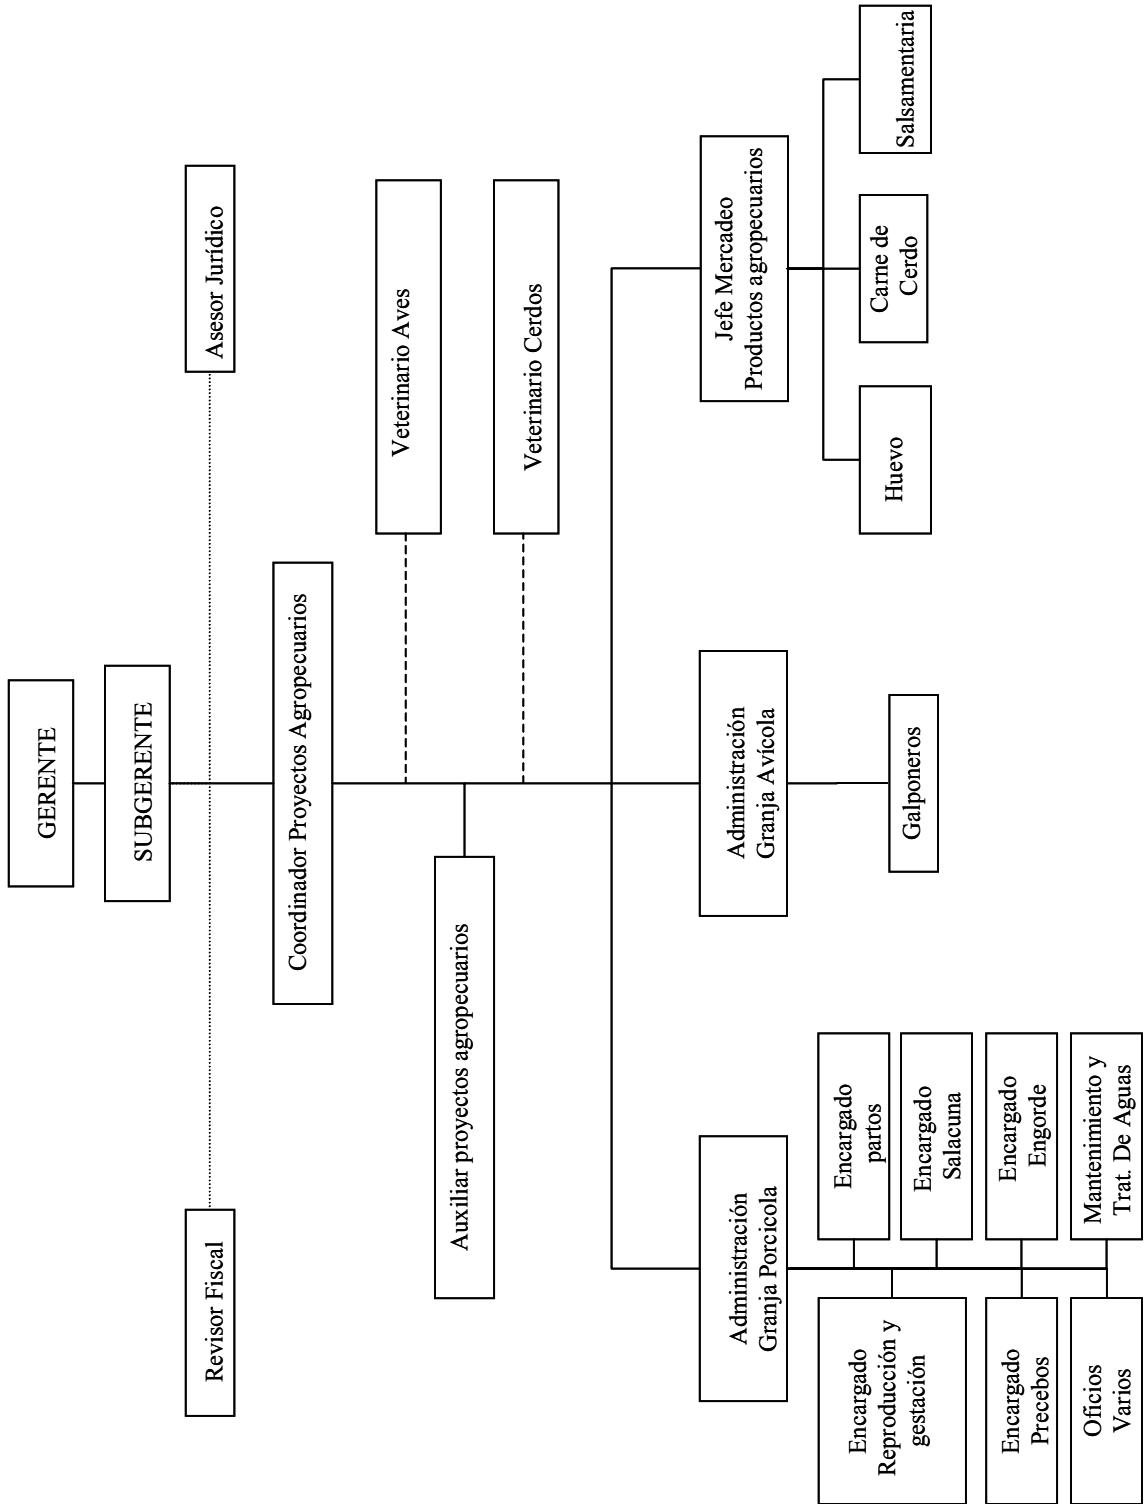 GERENTE
SUBGERENTE
Revisor Fiscal
Asesor Jurídico
Coordinador Proyectos Agropecuarios
Veterinario Aves
Auxiliar proyectos agropecuarios
Veterinario Cerdos
Administración
Granja Porcicola
Administración
Granja Avícola
Jefe Mercadeo
Productos agropecuarios
Encargado
Reproducción y
gestación
Encargado
partos
Encargado
Salacuna
Encargado
Precebos
Encargado
Engorde
Oficios
Varios
Mantenimiento y
Trat. De Aguas
Galponeros
Huevo
Carne de
Cerdo
Salsamentaria